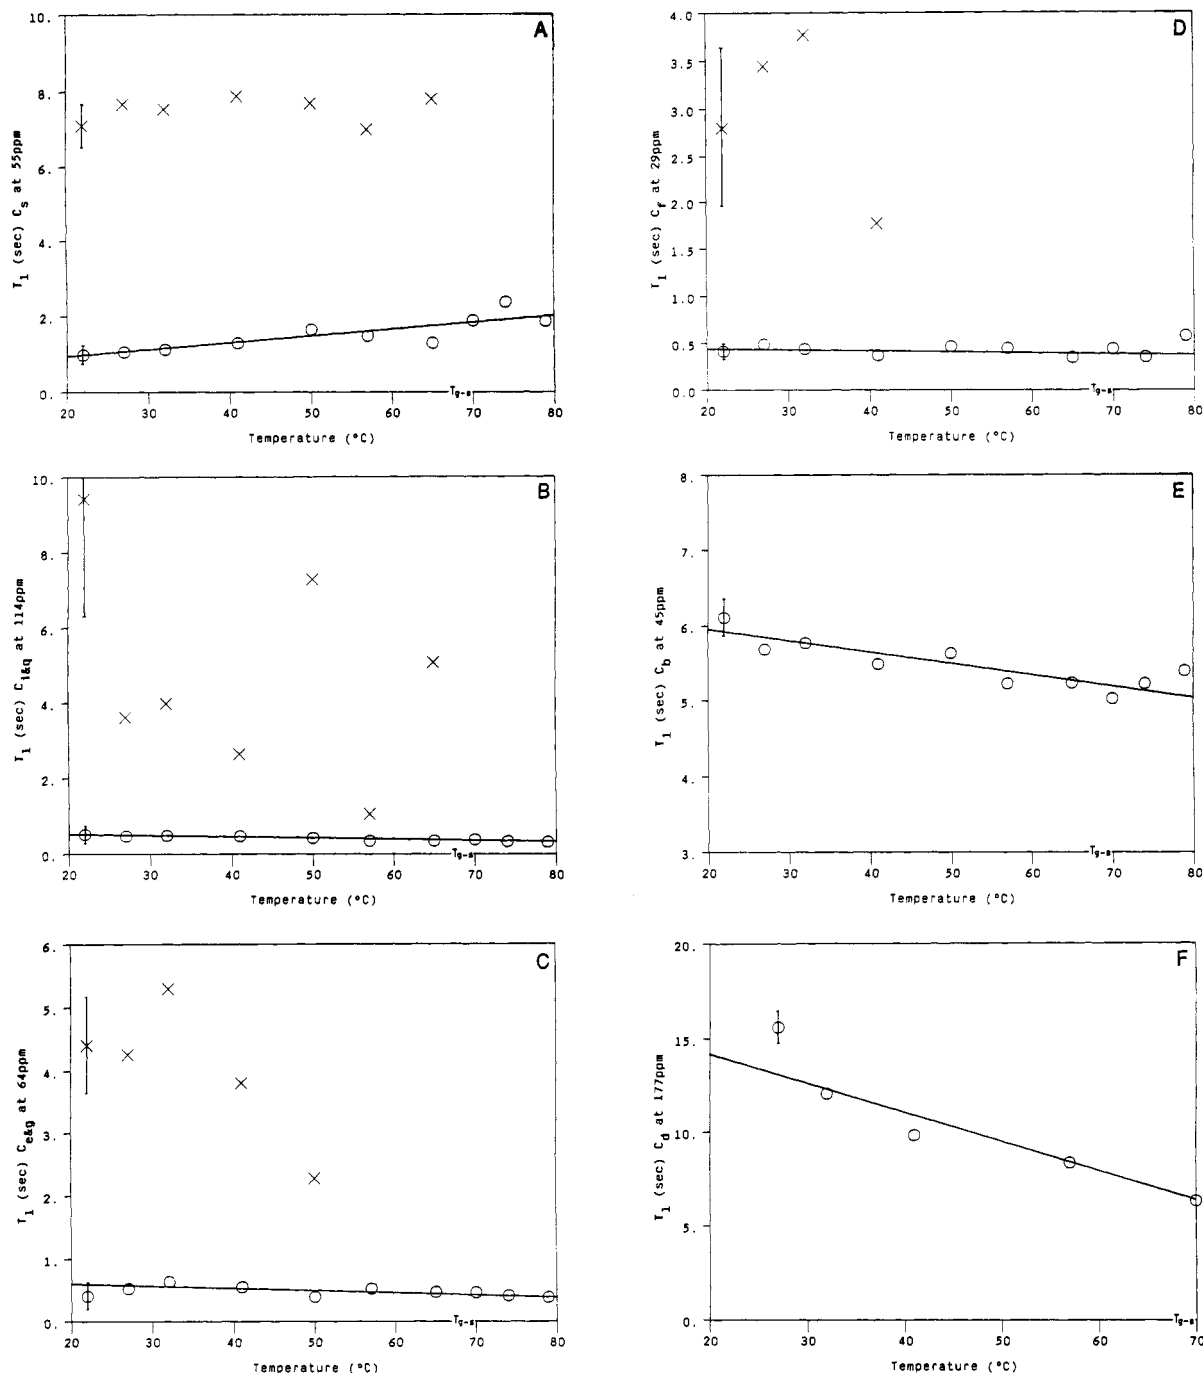 A
10.
8.
6.
4.
2.
0.
T1 (sec) Cs at 55ppm
Tg-s
20 30 40 50 60 70 80
Temperature (°C)
B
10.
8.
6.
4.
2.
0.
T1 (sec) Ci&q at 114ppm
Tg-s
20 30 40 50 60 70 80
Temperature (°C)
C
6.
5.
4.
3.
2.
1.
0.
T1 (sec) Ce&g at 64ppm
Tg-s
20 30 40 50 60 70 80
Temperature (°C)
D
4.0
3.5
3.0
2.5
2.0
1.5
1.0
0.5
0.0
T1 (sec) Cf at 29ppm
Tg-s
20 30 40 50 60 70 80
Temperature (°C)
E
8.
7.
6.
5.
4.
3.
T1 (sec) Cb at 45ppm
Tg-s
20 30 40 50 60 70 80
Temperature (°C)
F
20.
15.
10.
5.
0.
T1 (sec) Cd at 177ppm
Tg-s
20 30 40 50 60 70
Temperature (°C)